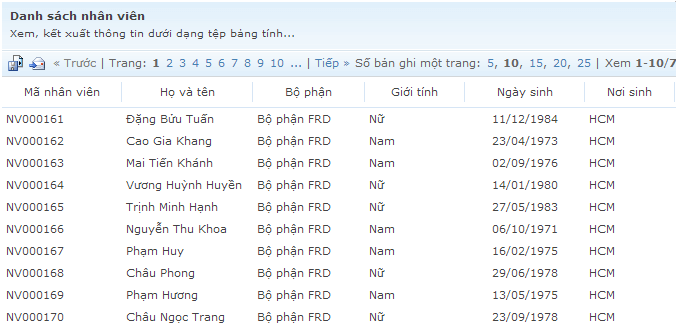 Danh sách nhân viên
Xem, kết xuất thông tin dưới dạng tệp bảng tính...
« Trước | Trang: 1 2 3 4 5 6 7 8 9 10 ... | Tiếp » Số bản ghi một trang: 5, 10, 15, 20, 25 | Xem 1-10/7
Mã nhân viên Họ và tên Bộ phận Giới tính Ngày sinh Nơi sinh
NV000161 Đặng Bửu Tuấn Bộ phận FRD Nữ 11/12/1984 HCM
NV000162 Cao Gia Khang Bộ phận FRD Nam 23/04/1973 HCM
NV000163 Mai Tiến Khánh Bộ phận FRD Nam 02/09/1976 HCM
NV000164 Vương Huỳnh Huyền Bộ phận FRD Nữ 14/01/1980 HCM
NV000165 Trịnh Minh Hạnh Bộ phận FRD Nữ 27/05/1983 HCM
NV000166 Nguyễn Thu Khoa Bộ phận FRD Nam 06/10/1971 HCM
NV000167 Phạm Huy Bộ phận FRD Nam 16/02/1975 HCM
NV000168 Châu Phong Bộ phận FRD Nữ 29/06/1978 HCM
NV000169 Phạm Hương Bộ phận FRD Nam 13/05/1975 HCM
NV000170 Châu Ngọc Trang Bộ phận FRD Nữ 23/09/1978 HCM